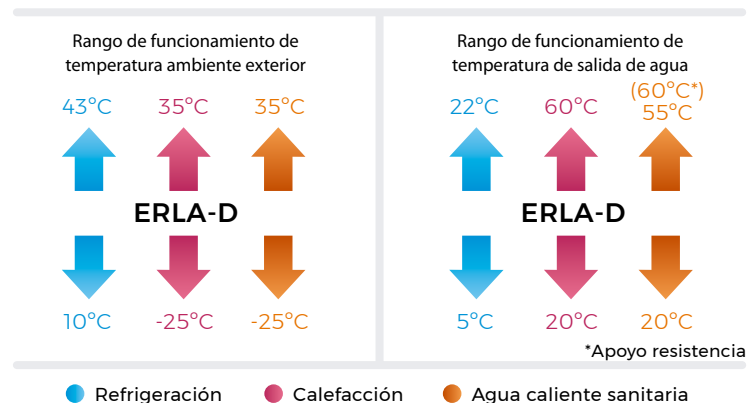 Rango de funcionamiento de
temperatura ambiente exterior
43°C 35°C 35°C
ERLA-D
10°C -25°C -25°C
Rango de funcionamiento de
temperatura de salida de agua
(60°C*)
22°C 60°C 55°C
ERLA-D
5°C 20°C 20°C
*Apoyo resistencia
Refrigeración Calefacción Agua caliente sanitaria